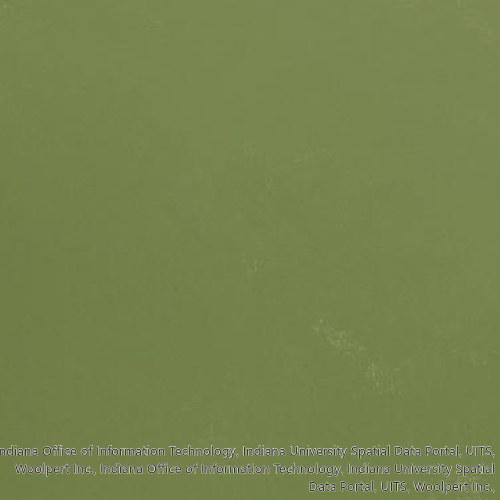 ndiana Office of Information Technology, Indiana University Spatial Data Portal, UITS,
Woolpert Inc., Indiana Office of Information Technology, Indiana University Spatial
Data Portal, UITS, Woolpert Inc.